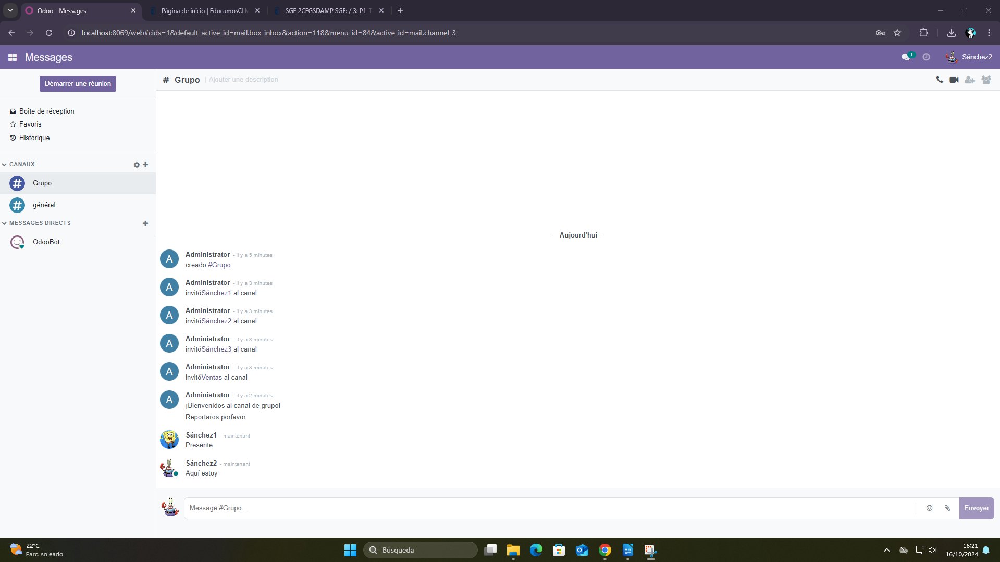 Odoo - Messages
Página de inicio | EducamosCLM
SGE 2CFGSDAMP SGE: / 3: P1-T
localhost:8069/web#cids=1&default_active_id=mail.box_inbox&action=118&menu_id=84&active_id=mail.channel_3
Messages
1
Sánchez2
Démarrer une réunion
# Grupo
Ajouter une description
Boîte de réception
Favoris
Historique
CANAUX
# Grupo
# général
MESSAGES DIRECTS
OdooBot
Aujourd'hui
A
Administrator - il y a 5 minutes
creado #Grupo
A
Administrator - il y a 3 minutes
invitóSánchez1 al canal
A
Administrator - il y a 3 minutes
invitóSánchez2 al canal
A
Administrator - il y a 3 minutes
invitóSánchez3 al canal
A
Administrator - il y a 3 minutes
invitóVentas al canal
A
Administrator - il y a 2 minutes
¡Bienvenidos al canal de grupo!
Reportaros porfavor
Sánchez1 - maintenant
Presente
Sánchez2 - maintenant
Aquí estoy
Message #Grupo...
Envoyer
22°C
Parc. soleado
Búsqueda
16:21
16/10/2024